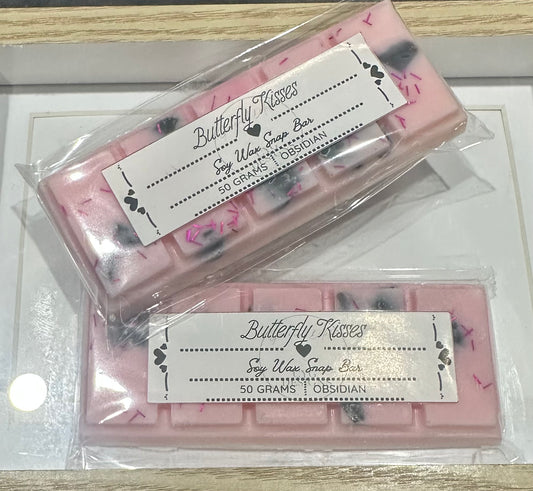 Butterfly Kisses
Soy Wax Snap Bar
50 GRAMS | OBSIDIAN
Butterfly Kisses
Soy Wax Snap Bar
50 GRAMS | OBSIDIAN